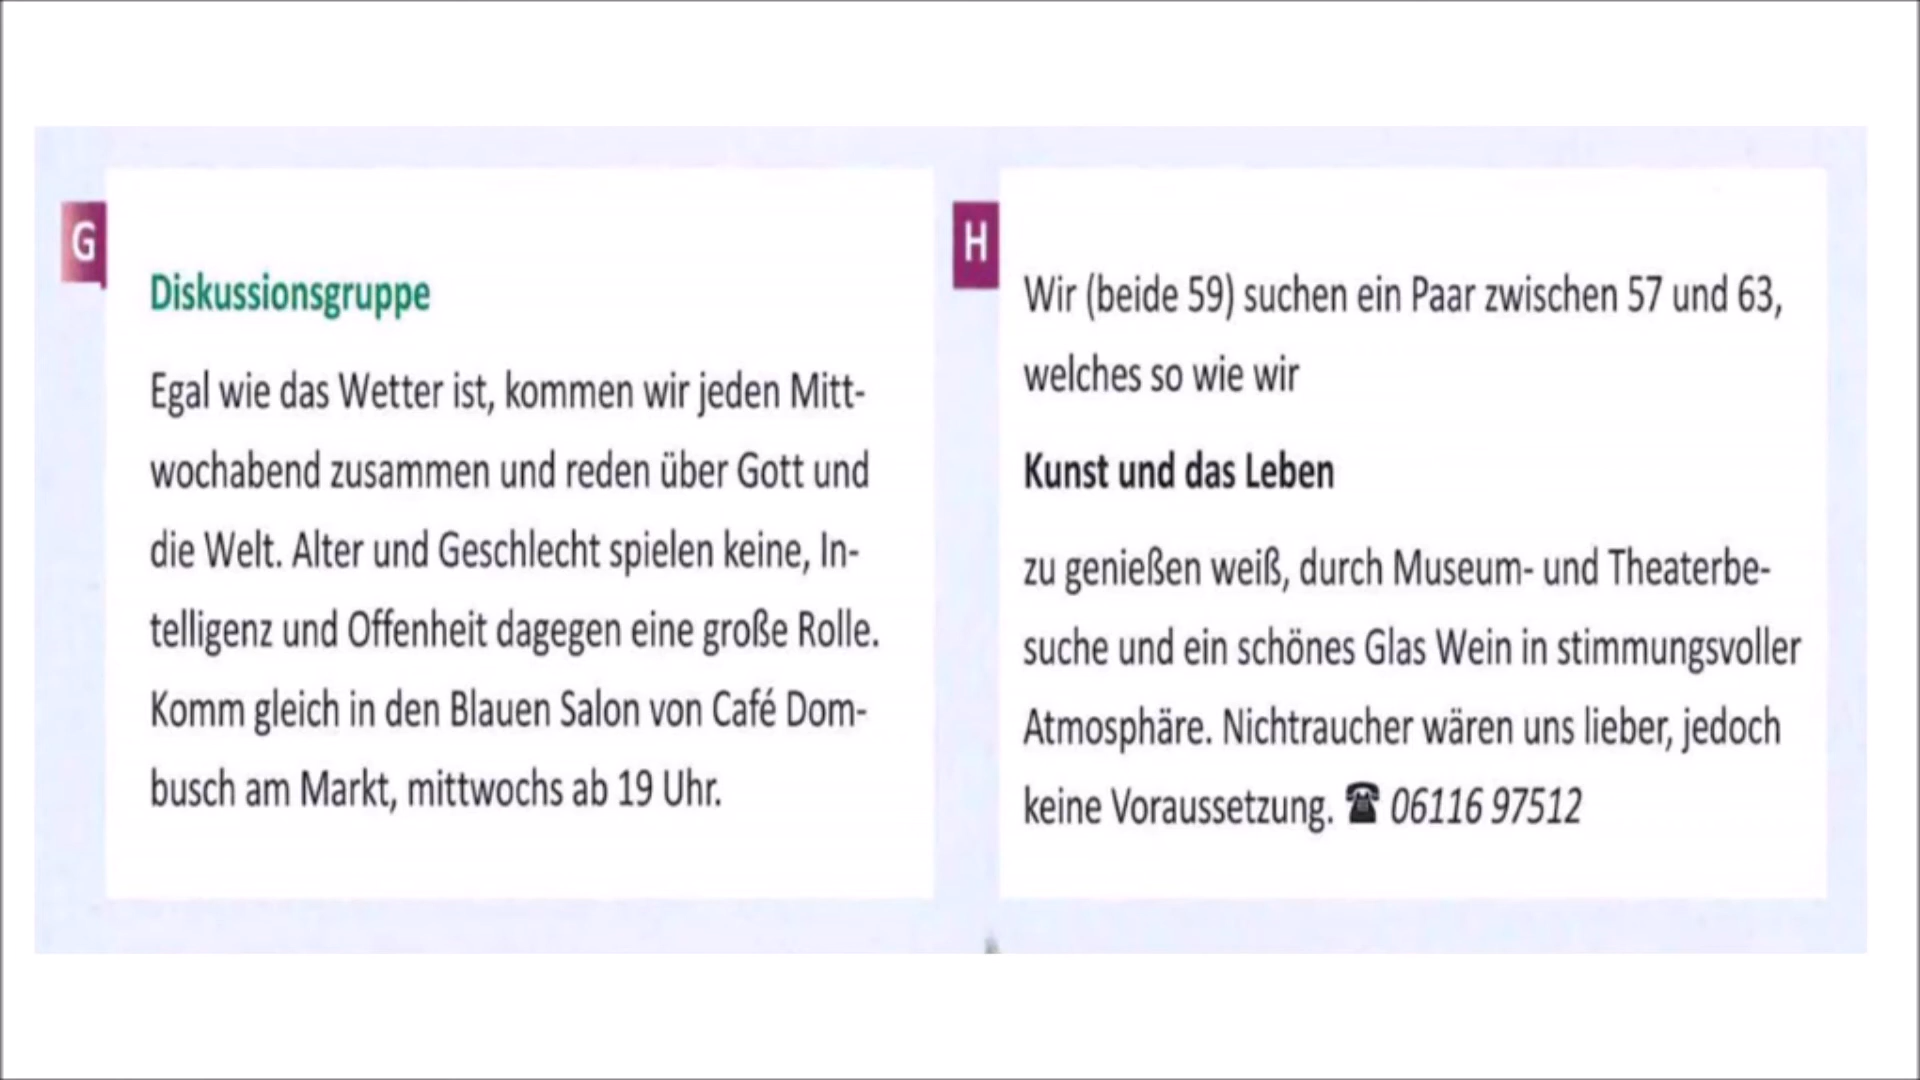 G
Diskussionsgruppe
Egal wie das Wetter ist, kommen wir jeden Mitt-
wochabend zusammen und reden über Gott und
die Welt. Alter und Geschlecht spielen keine, In-
telligenz und Offenheit dagegen eine große Rolle.
Komm gleich in den Blauen Salon von Café Dom-
busch am Markt, mittwochs ab 19 Uhr.
H
Wir (beide 59) suchen ein Paar zwischen 57 und 63,
welches so wie wir
Kunst und das Leben
zu genießen weiß, durch Museum- und Theaterbe-
suche und ein schönes Glas Wein in stimmungsvoller
Atmosphäre. Nichtraucher wären uns lieber, jedoch
keine Voraussetzung. ☎ 06116 97512